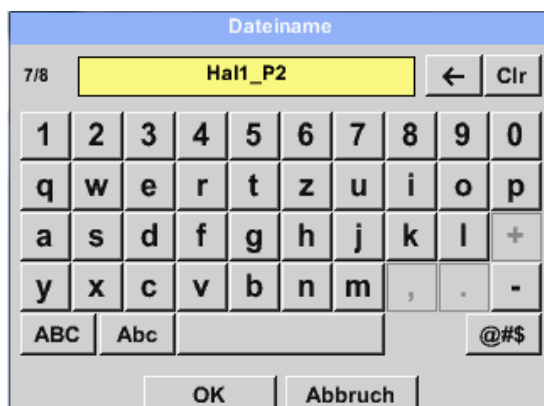 Dateiname
7/8 Hal1_P2 ← Clr
1 2 3 4 5 6 7 8 9 0
q w e r t z u i o p
a s d f g h j k l +
y x c v b n m , . -
ABC Abc @#$
OK Abbruch